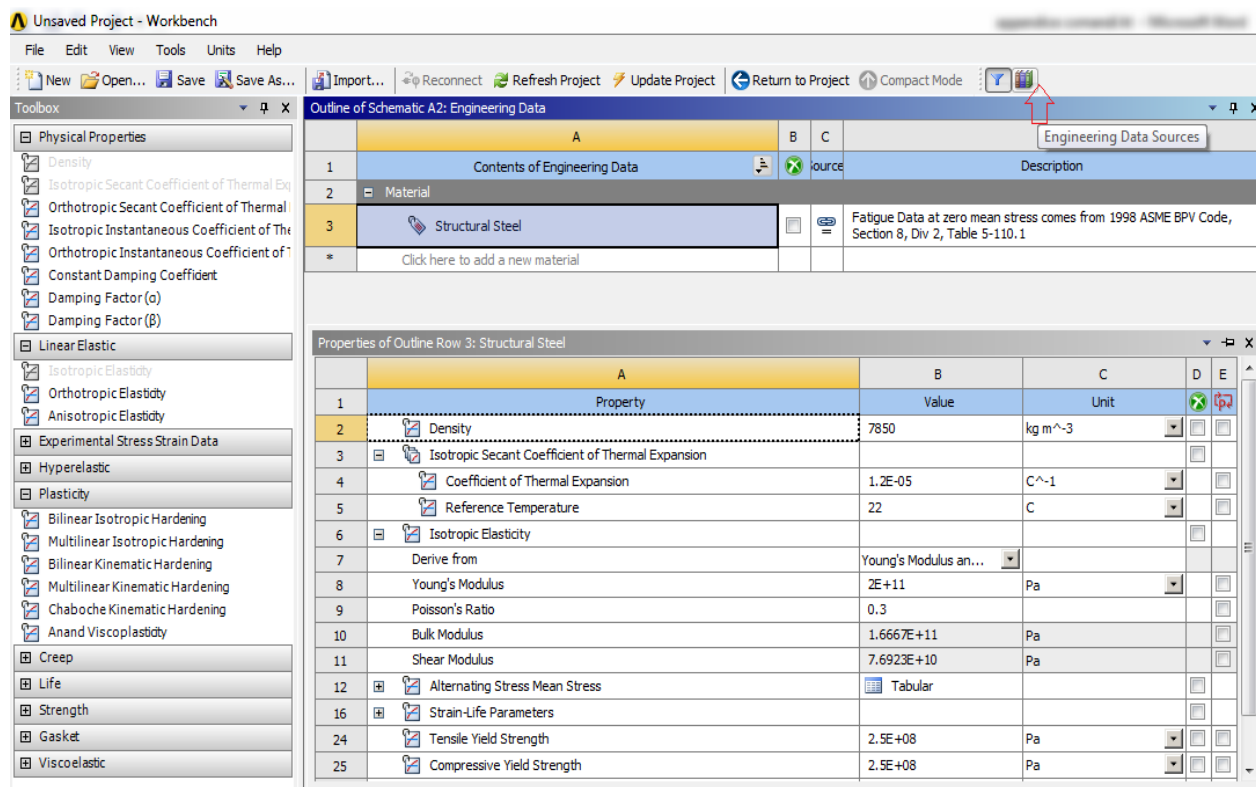 Unsaved Project - Workbench
File Edit View Tools Units Help
New Open... Save Save As... Import... Reconnect Refresh Project Update Project Return to Project Compact Mode
Toolbox
Outline of Schematic A2: Engineering Data
Engineering Data Sources
A B C
1 Contents of Engineering Data ource Description
2 Material
3 Structural Steel Fatigue Data at zero mean stress comes from 1998 ASME BPV Code,
Section 8, Div 2, Table 5-110.1
* Click here to add a new material
Physical Properties
Density
Isotropic Secant Coefficient of Thermal Exp
Orthotropic Secant Coefficient of Thermal
Isotropic Instantaneous Coefficient of The
Orthotropic Instantaneous Coefficient of T
Constant Damping Coefficient
Damping Factor (α)
Damping Factor (β)
Linear Elastic
Isotropic Elasticity
Orthotropic Elasticity
Anisotropic Elasticity
Experimental Stress Strain Data
Hyperelastic
Plasticity
Bilinear Isotropic Hardening
Multilinear Isotropic Hardening
Bilinear Kinematic Hardening
Multilinear Kinematic Hardening
Chaboche Kinematic Hardening
Anand Viscoplasticity
Creep
Life
Strength
Gasket
Viscoelastic
Properties of Outline Row 3: Structural Steel
A B C D E
1 Property Value Unit
2 Density 7850 kg m^-3
3 Isotropic Secant Coefficient of Thermal Expansion
4 Coefficient of Thermal Expansion 1.2E-05 C^-1
5 Reference Temperature 22 C
6 Isotropic Elasticity
7 Derive from Young's Modulus an...
8 Young's Modulus 2E+11 Pa
9 Poisson's Ratio 0.3
10 Bulk Modulus 1.6667E+11 Pa
11 Shear Modulus 7.6923E+10 Pa
12 Alternating Stress Mean Stress Tabular
16 Strain-Life Parameters
24 Tensile Yield Strength 2.5E+08 Pa
25 Compressive Yield Strength 2.5E+08 Pa